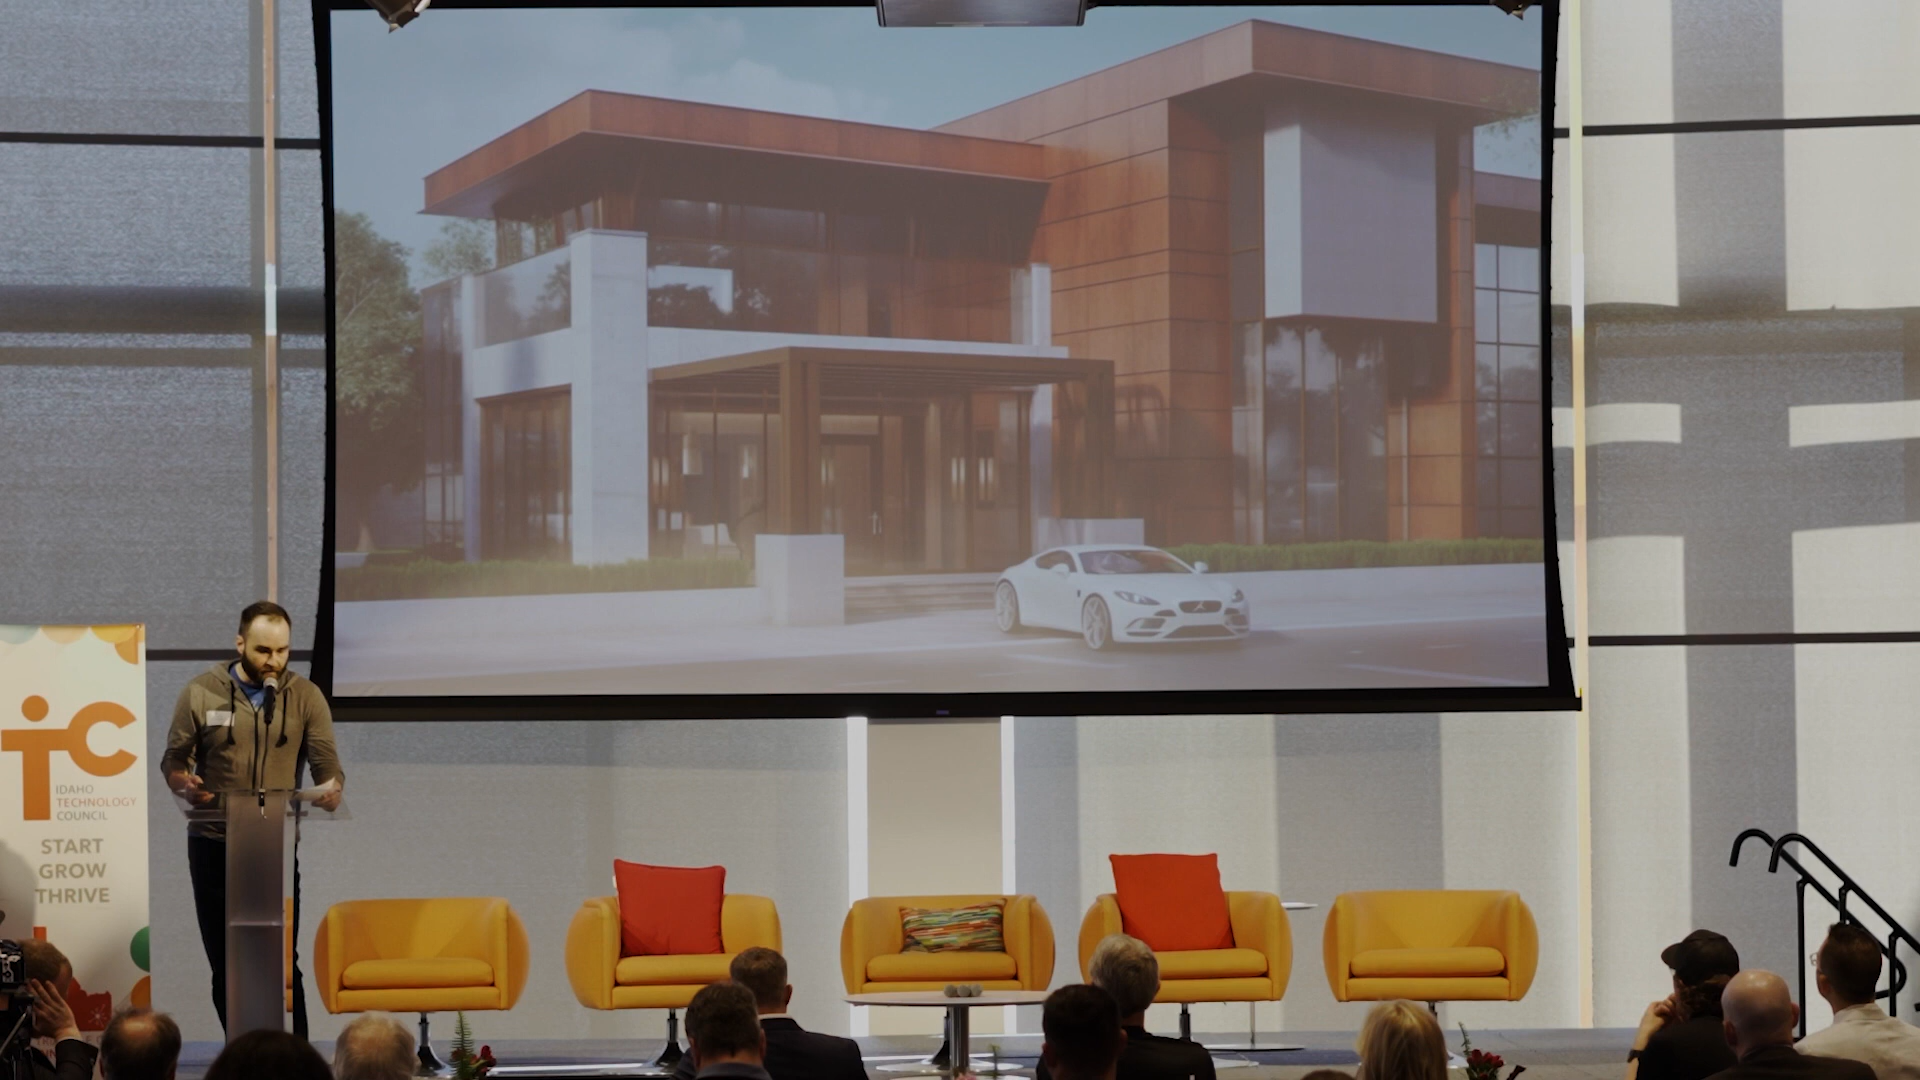 iTC
IDAHO
TECHNOLOGY
COUNCIL
START
GROW
THRIVE